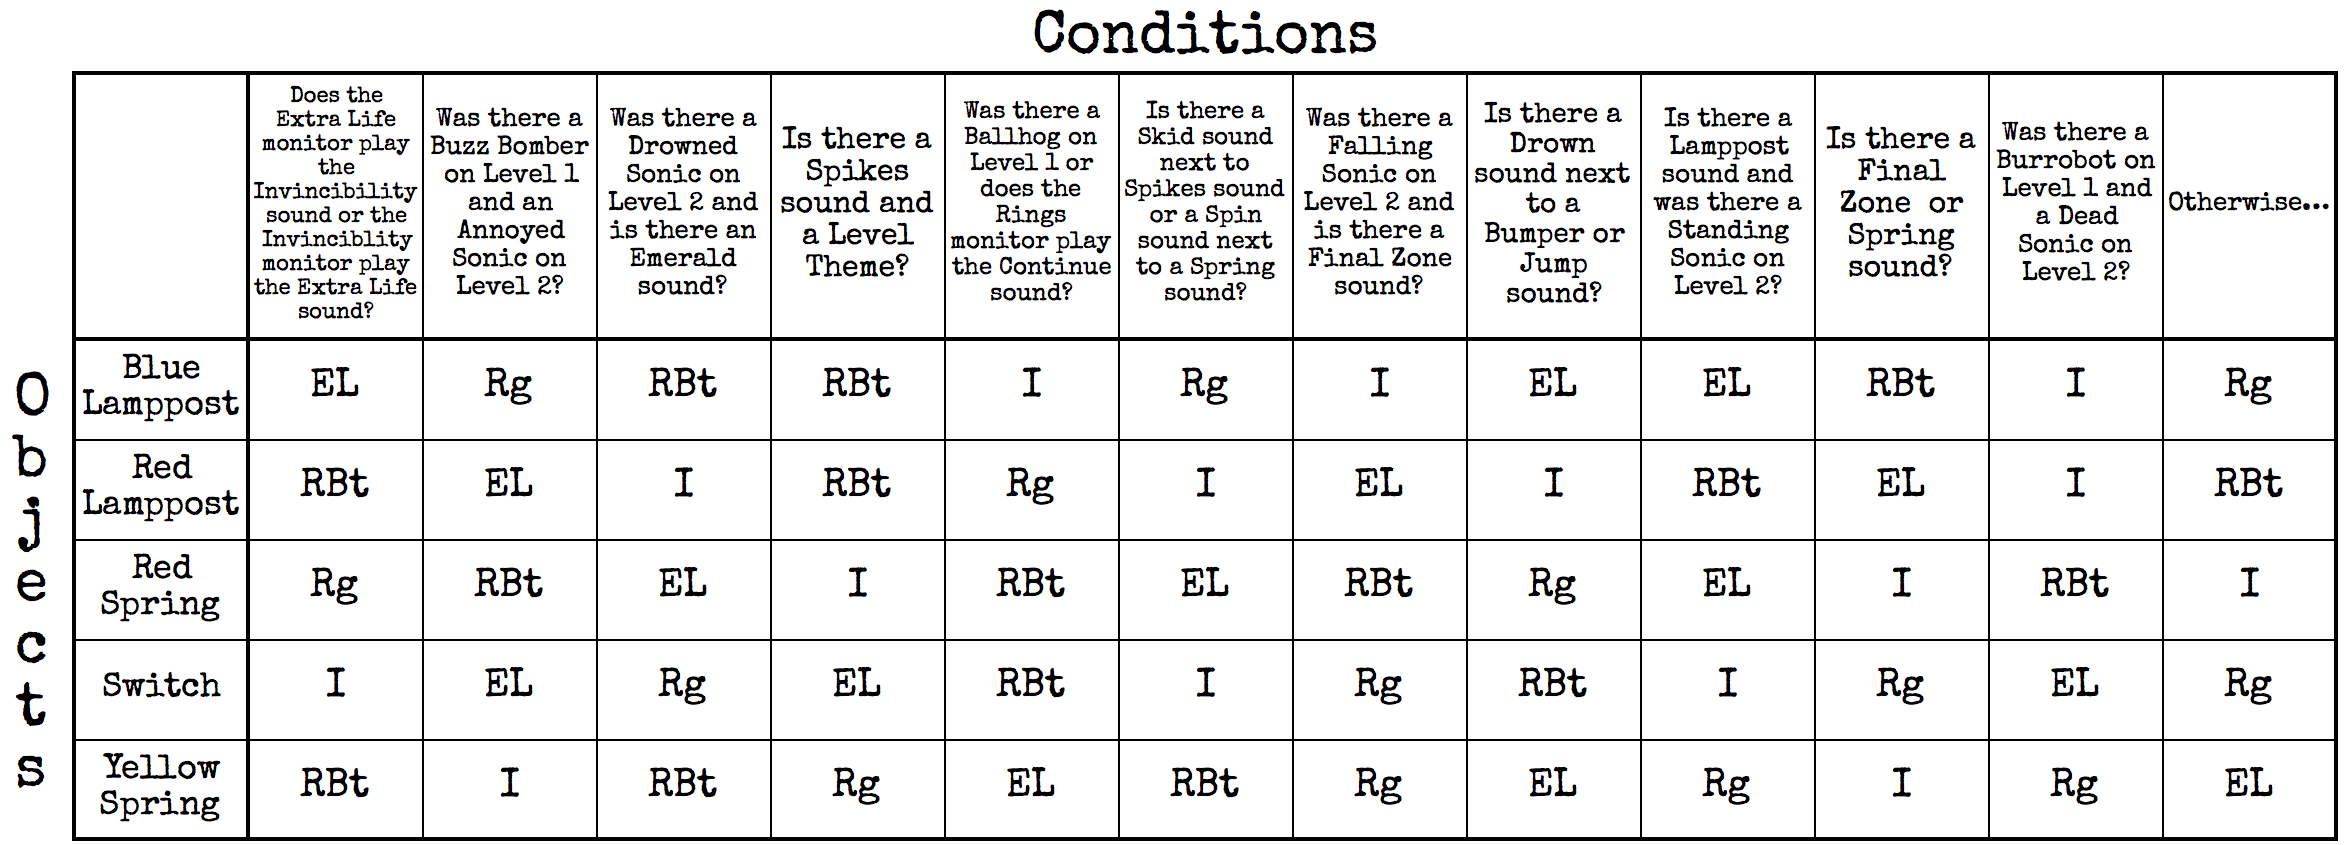 Conditions
Does the
Extra Life
monitor play
the
Invincibility
sound or the
Invinciblity
monitor play
the Extra Life
sound?
Was there a
Buzz Bomber
on Level 1
and an
Annoyed
Sonic on
Level 2?
Was there a
Drowned
Sonic on
Level 2 and
is there an
Emerald
sound?
Is there a
Spikes
sound and
a Level
Theme?
Was there a
Ballhog on
Level 1 or
does the
Rings
monitor play
the Continue
sound?
Is there a
Skid sound
next to
Spikes sound
or a Spin
sound next
to a Spring
sound?
Was there a
Falling
Sonic on
Level 2 and
is there a
Final Zone
sound?
Is there a
Drown
sound next
to a
Bumper or
Jump
sound?
Is there a
Lamppost
sound and
was there a
Standing
Sonic on
Level 2?
Is there a
Final
Zone or
Spring
sound?
Was there a
Burrobot on
Level 1 and
a Dead
Sonic on
Level 2?
Otherwise...
Objects
Blue
Lamppost
EL Rg RBt RBt I Rg I EL EL RBt I Rg
Red
Lamppost
RBt EL I RBt Rg I EL I RBt EL I RBt
Red
Spring
Rg RBt EL I RBt EL RBt Rg EL I RBt I
Switch
I EL Rg EL RBt I Rg RBt I Rg EL Rg
Yellow
Spring
RBt I RBt Rg EL RBt Rg EL Rg I Rg EL